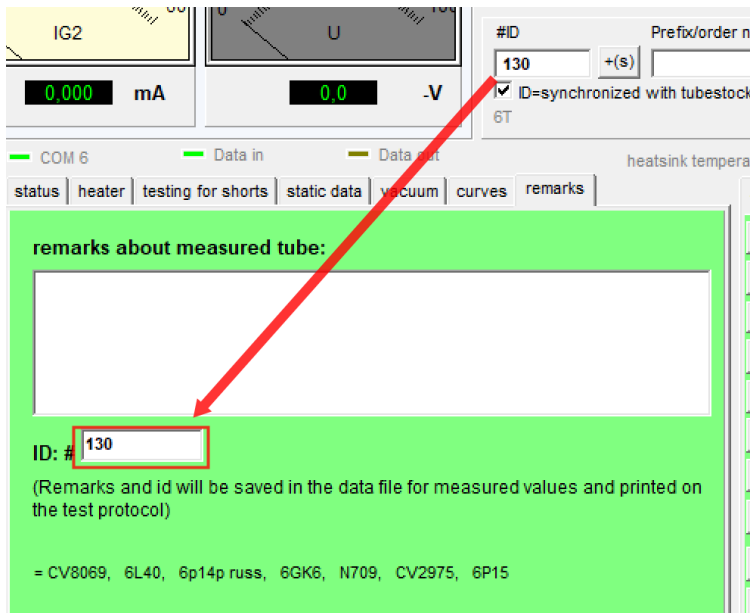 60
0
100
IG2
U
#ID
Prefix/order n
130
+(s)
0,000
mA
0,0
-V
ID=synchronized with tubestock
6T
COM 6
Data in
Data out
heatsink tempera
status
heater
testing for shorts
static data
vacuum
curves
remarks
remarks about measured tube:
ID: #
130
(Remarks and id will be saved in the data file for measured values and printed on
the test protocol)
= CV8069, 6L40, 6p14p russ, 6GK6, N709, CV2975, 6P15